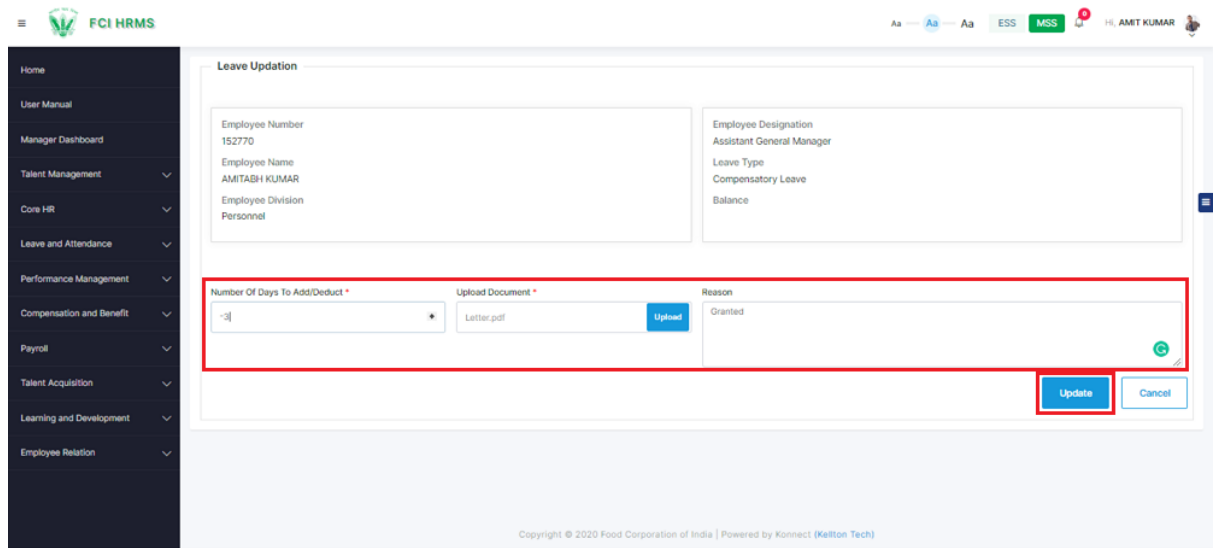 FCI HRMS
Aa Aa Aa ESS MSS 0 Hi, AMIT KUMAR
Home
User Manual
Manager Dashboard
Talent Management
Core HR
Leave and Attendance
Performance Management
Compensation and Benefit
Payroll
Talent Acquisition
Learning and Development
Employee Relation
Leave Updation
Employee Number
152770
Employee Name
AMITABH KUMAR
Employee Division
Personnel
Employee Designation
Assistant General Manager
Leave Type
Compensatory Leave
Balance
Number Of Days To Add/Deduct *
-3
Upload Document *
Letter.pdf Upload
Reason
Granted
Update Cancel
Copyright © 2020 Food Corporation of India | Powered by Konnect (Kellton Tech)